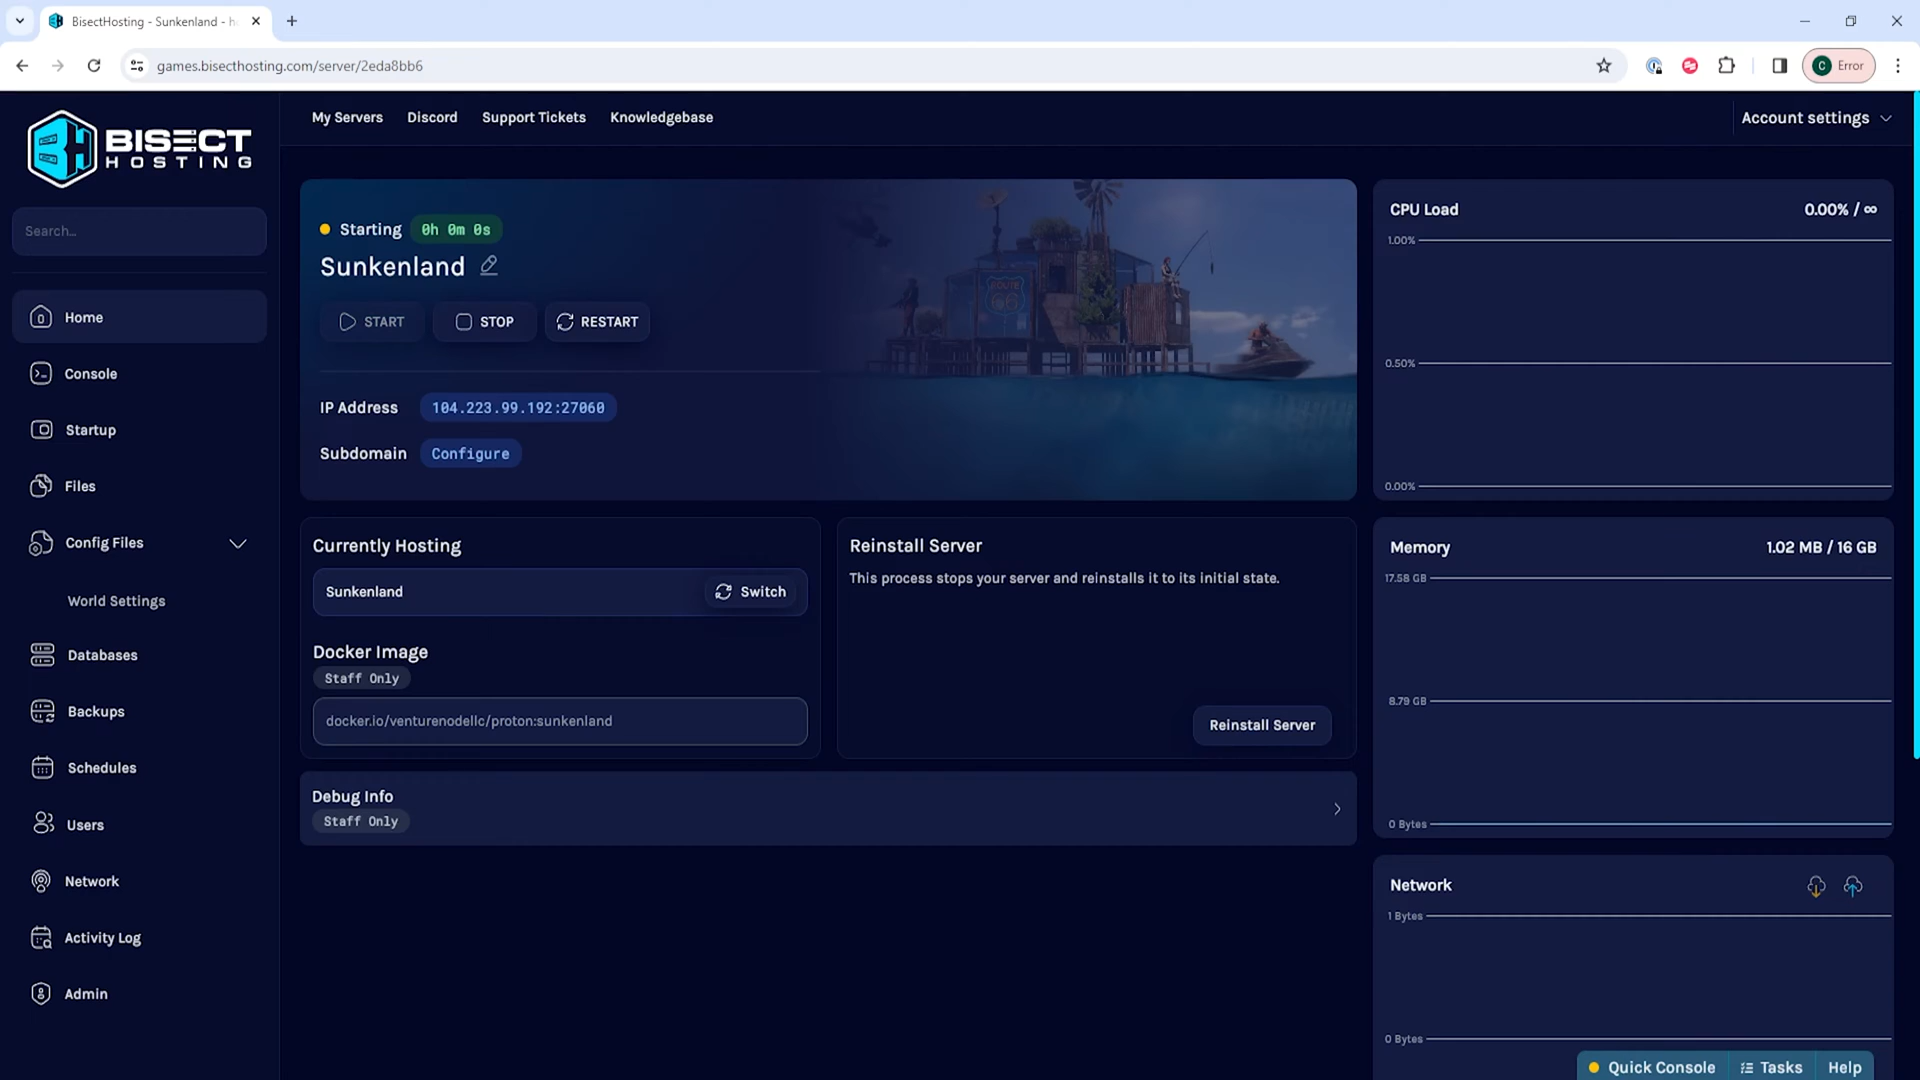 BisectHosting - Sunkenland - h
games.bisecthosting.com/server/2eda8bb6
C Error
BISECT
HOSTING
My Servers
Discord
Support Tickets
Knowledgebase
Account settings
Search...
Home
Console
Startup
Files
Config Files
World Settings
Databases
Backups
Schedules
Users
Network
Activity Log
Admin
Starting 0h 0m 0s
Sunkenland
START
STOP
RESTART
IP Address 104.223.99.192:27060
Subdomain Configure
ROUTE
66
Currently Hosting
Sunkenland
Switch
Docker Image
Staff Only
docker.io/venturenodellc/proton:sunkenland
Reinstall Server
This process stops your server and reinstalls it to its initial state.
Reinstall Server
Debug Info
Staff Only
CPU Load 0.00% / ∞
1.00%
0.50%
0.00%
Memory 1.02 MB / 16 GB
17.58 GB
8.79 GB
0 Bytes
Network
1 Bytes
0 Bytes
Quick Console
Tasks
Help